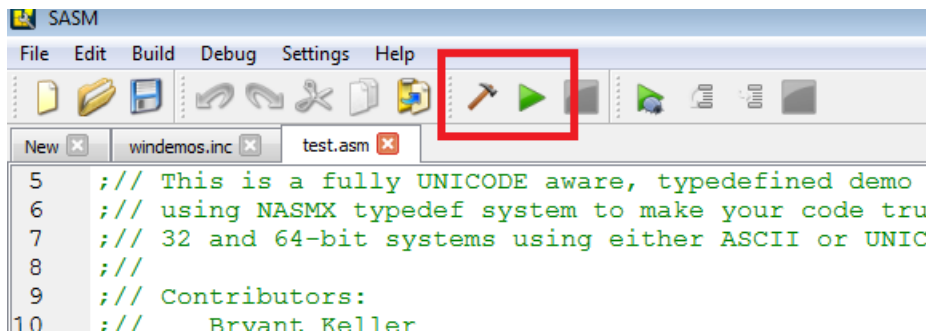 SASM
File Edit Build Debug Settings Help
New windemos.inc test.asm
5 ;// This is a fully UNICODE aware, typedefined demo
6 ;// using NASMX typedef system to make your code tru
7 ;// 32 and 64-bit systems using either ASCII or UNIC
8 ;//
9 ;// Contributors:
10 ;// Bryant Keller